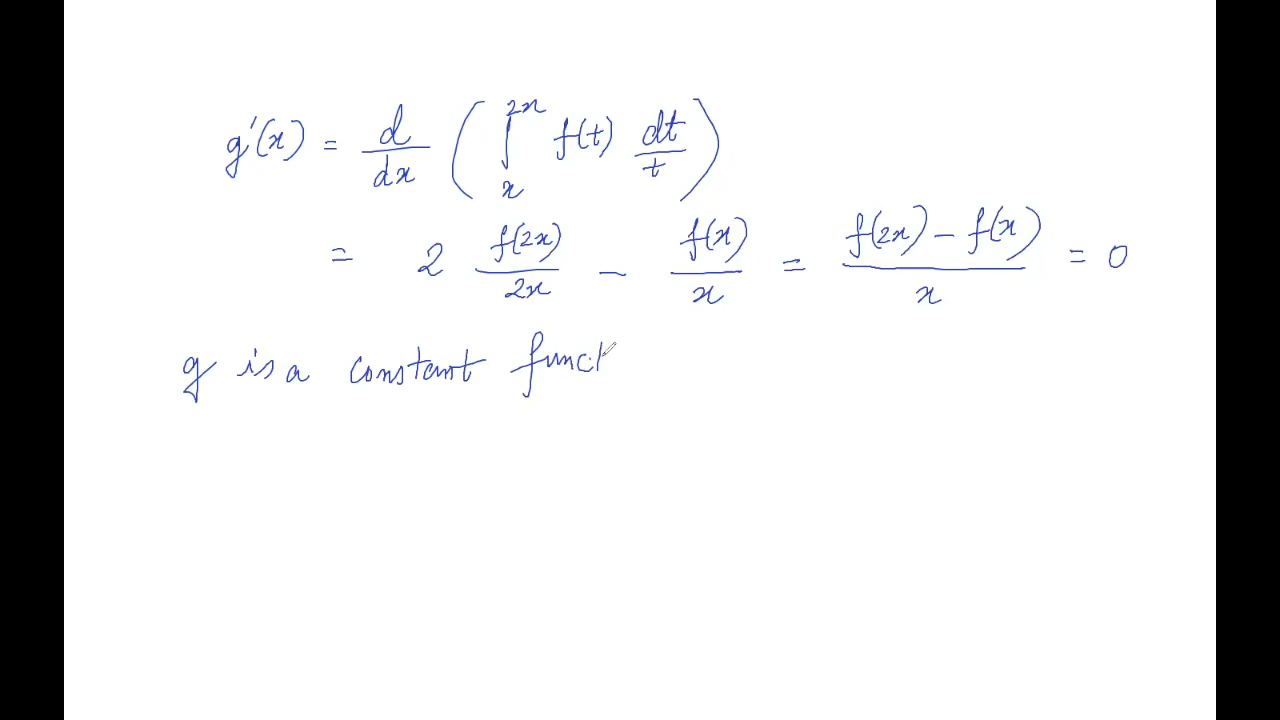 g'(x) = d/dx ( ∫_x^{2x} f(t) dt/t )
= 2 f(2x)/2x - f(x)/x = (f(2x) - f(x))/x = 0
g is a constant funct